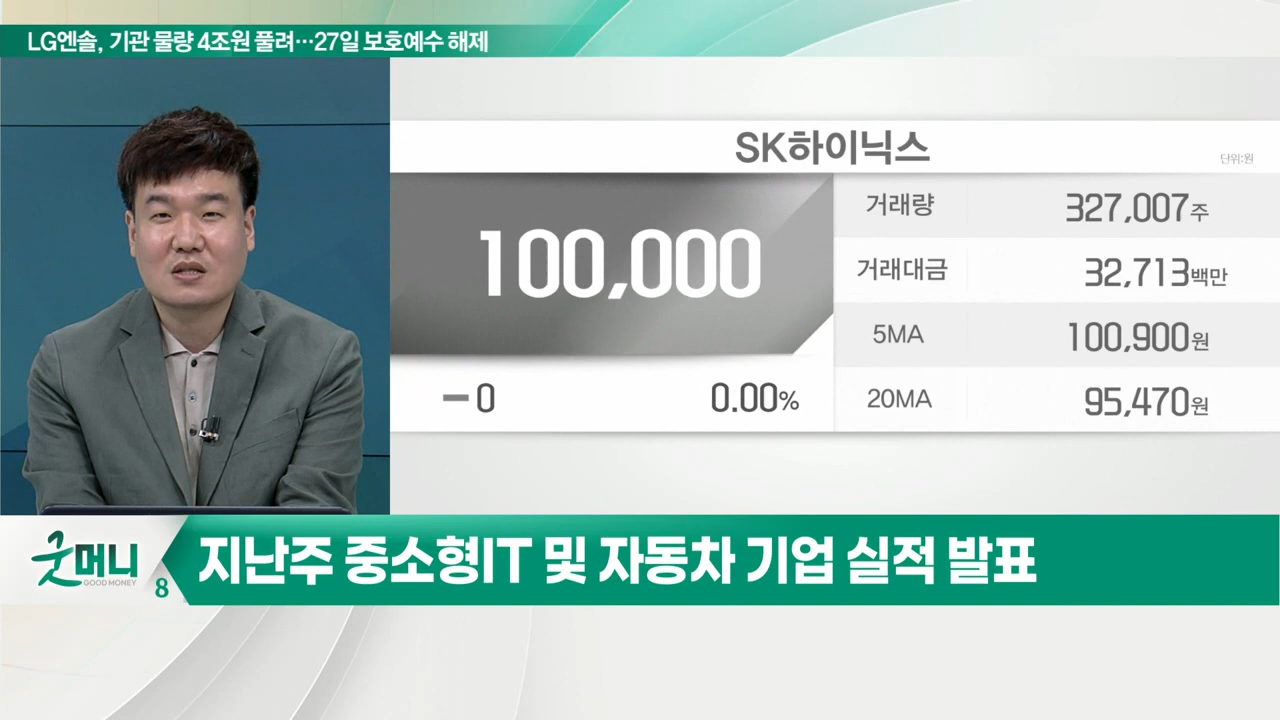 LG엔솔, 기관 물량 4조원 풀려…27일 보호예수 해제
SK하이닉스
단위:원
100,000
0
0.00%
거래량 327,007주
거래대금 32,713백만
5MA 100,900원
20MA 95,470원
굿머니
GOOD MONEY
8
지난주 중소형IT 및 자동차 기업 실적 발표